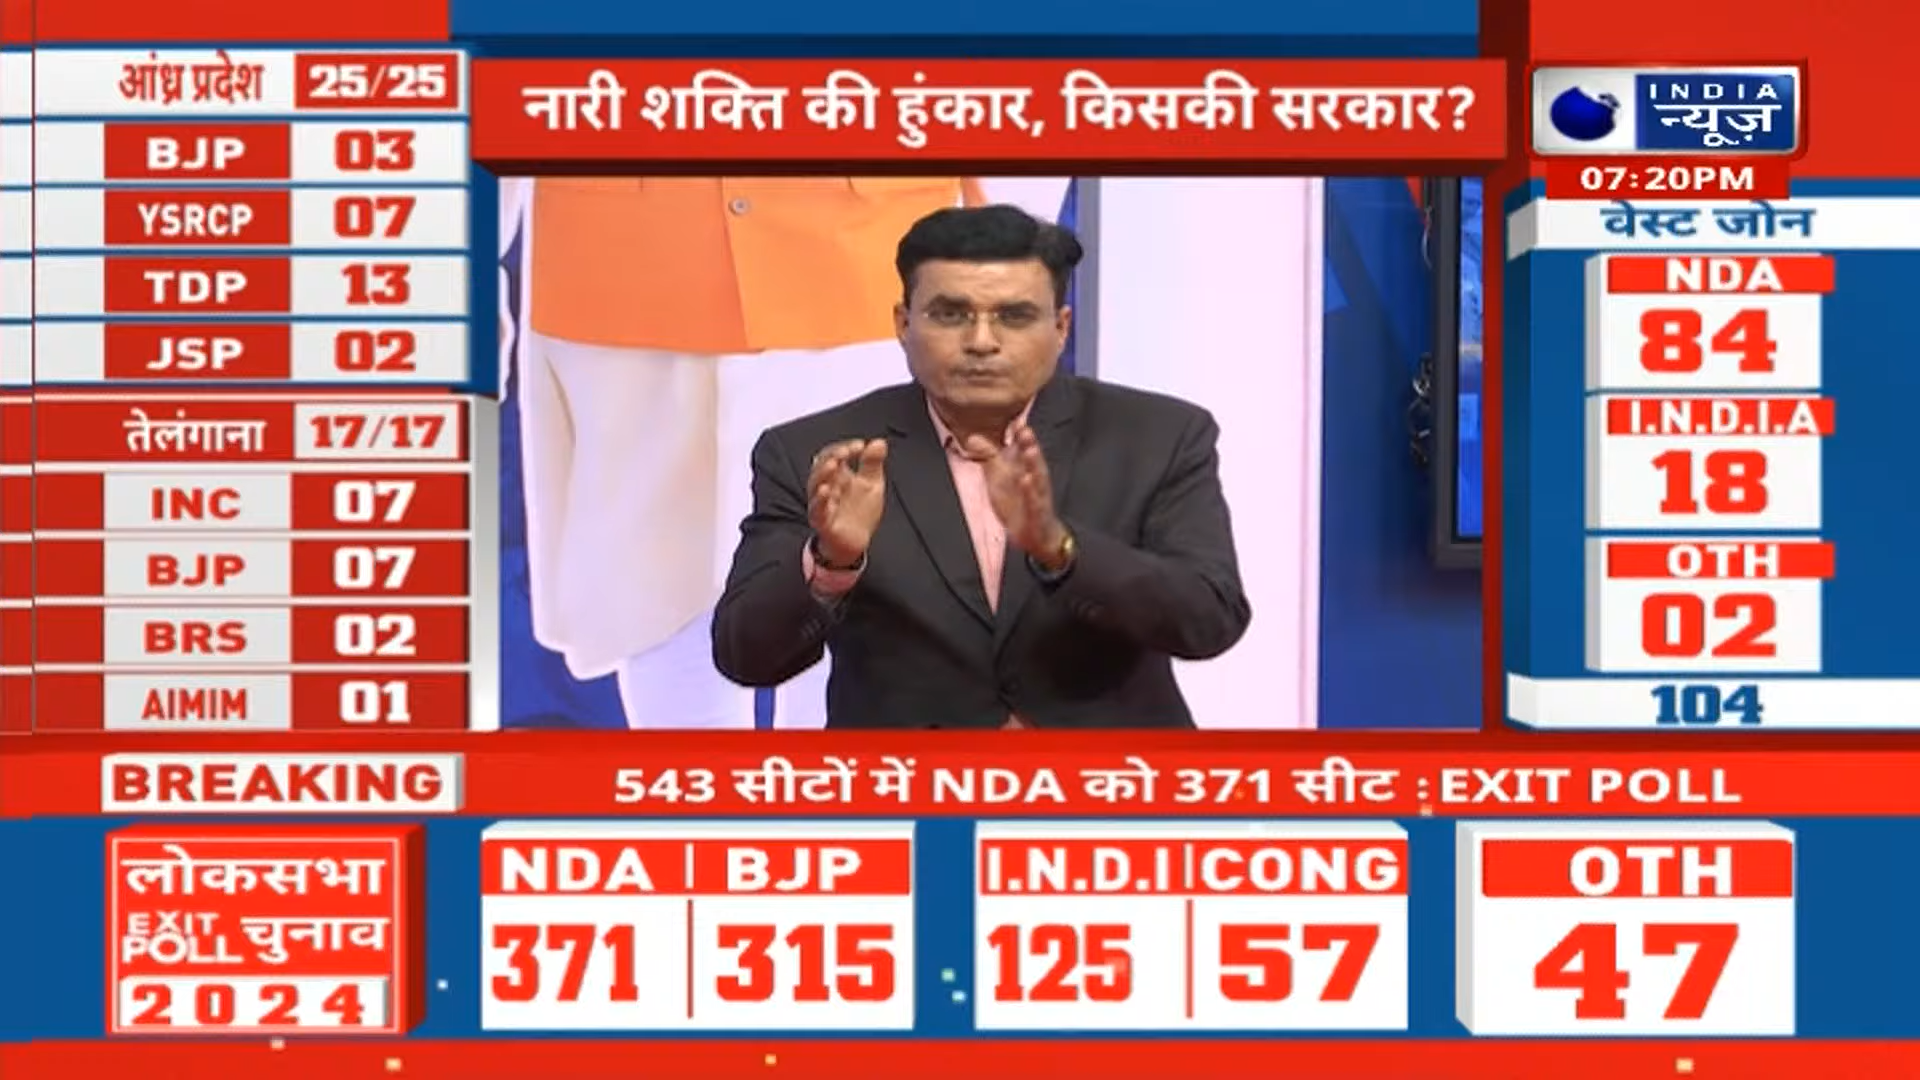 आंध्र प्रदेश 25/25
BJP 03
YSRCP 07
TDP 13
JSP 02
तेलंगाना 17/17
INC 07
BJP 07
BRS 02
AIMIM 01
नारी शक्ति की हुंकार, किसकी सरकार?
INDIA
न्यूज़
07:20PM
वेस्ट जोन
NDA
84
I.N.D.I.A
18
OTH
02
104
BREAKING
543 सीटों में NDA को 371 सीट : EXIT POLL
लोकसभा
EXIT POLL चुनाव
2024
NDA | BJP
371 315
I.N.D.I | CONG
125 57
OTH
47